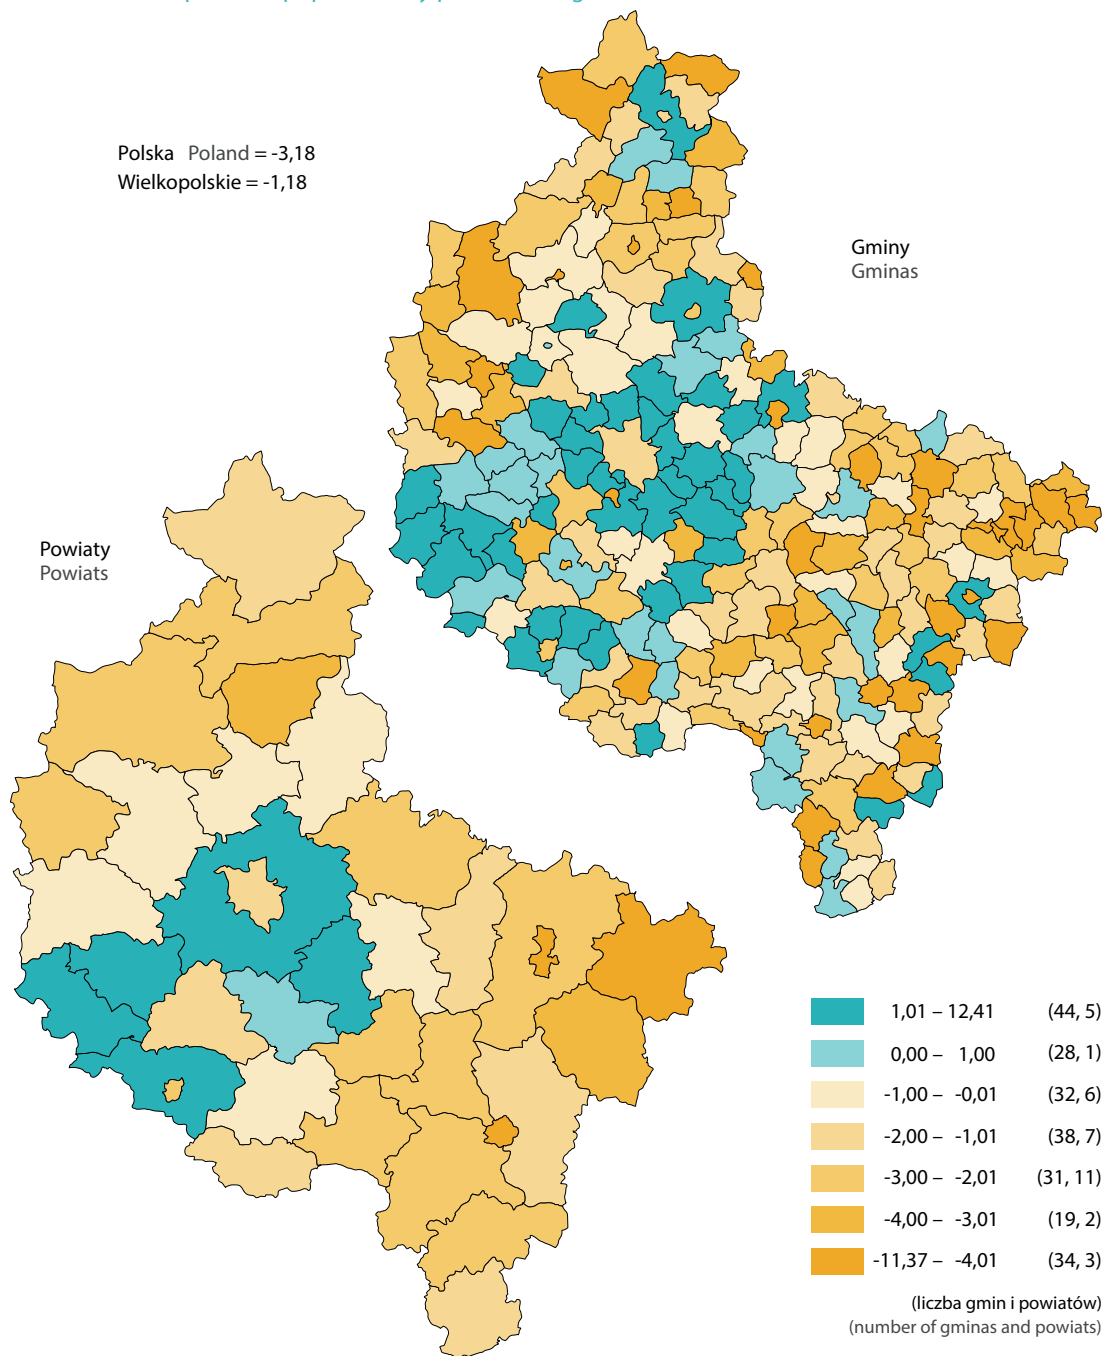 Polska Poland = -3,18
Wielkopolskie = -1,18
Gminy
Gminas
Powiaty
Powiats
1,01 – 12,41 (44, 5)
0,00 – 1,00 (28, 1)
-1,00 – -0,01 (32, 6)
-2,00 – -1,01 (38, 7)
-3,00 – -2,01 (31, 11)
-4,00 – -3,01 (19, 2)
-11,37 – -4,01 (34, 3)
(liczba gmin i powiatów)
(number of gminas and powiats)